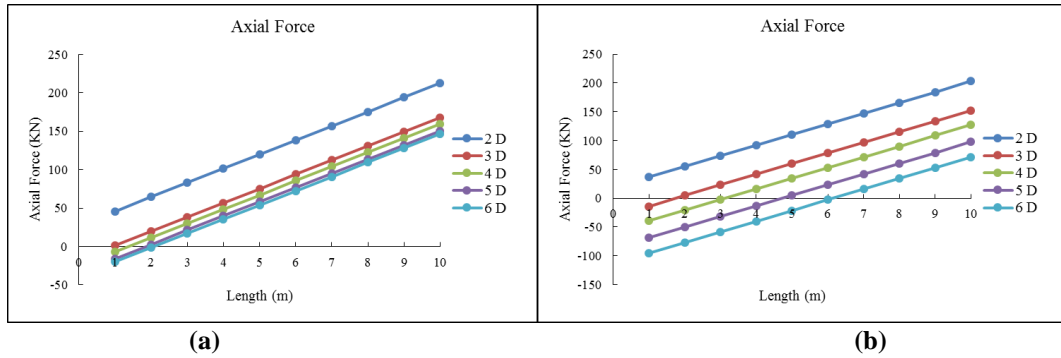 Axial Force
250
200
150
100
50
0
-50
Axial Force (KN)
0 1 2 3 4 5 6 7 8 9 10
Length (m)
2 D
3 D
4 D
5 D
6 D
(a)
Axial Force
250
200
150
100
50
0
-50
-100
-150
Axial Force (KN)
0 1 2 3 4 5 6 7 8 9 10
Length (m)
2 D
3 D
4 D
5 D
6 D
(b)